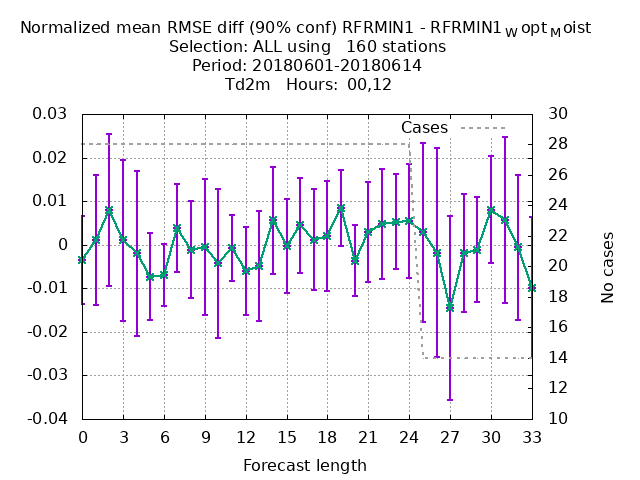 Normalized mean RMSE diff (90% conf) RFRMIN1 - RFRMIN1WoptMoist
Selection: ALL using 160 stations
Period: 20180601-20180614
Td2m Hours: 00,12
Cases
0.03
0.02
0.01
0
-0.01
-0.02
-0.03
-0.04
30
28
26
24
22
20
18
16
14
12
10
No cases
0 3 6 9 12 15 18 21 24 27 30 33
Forecast length